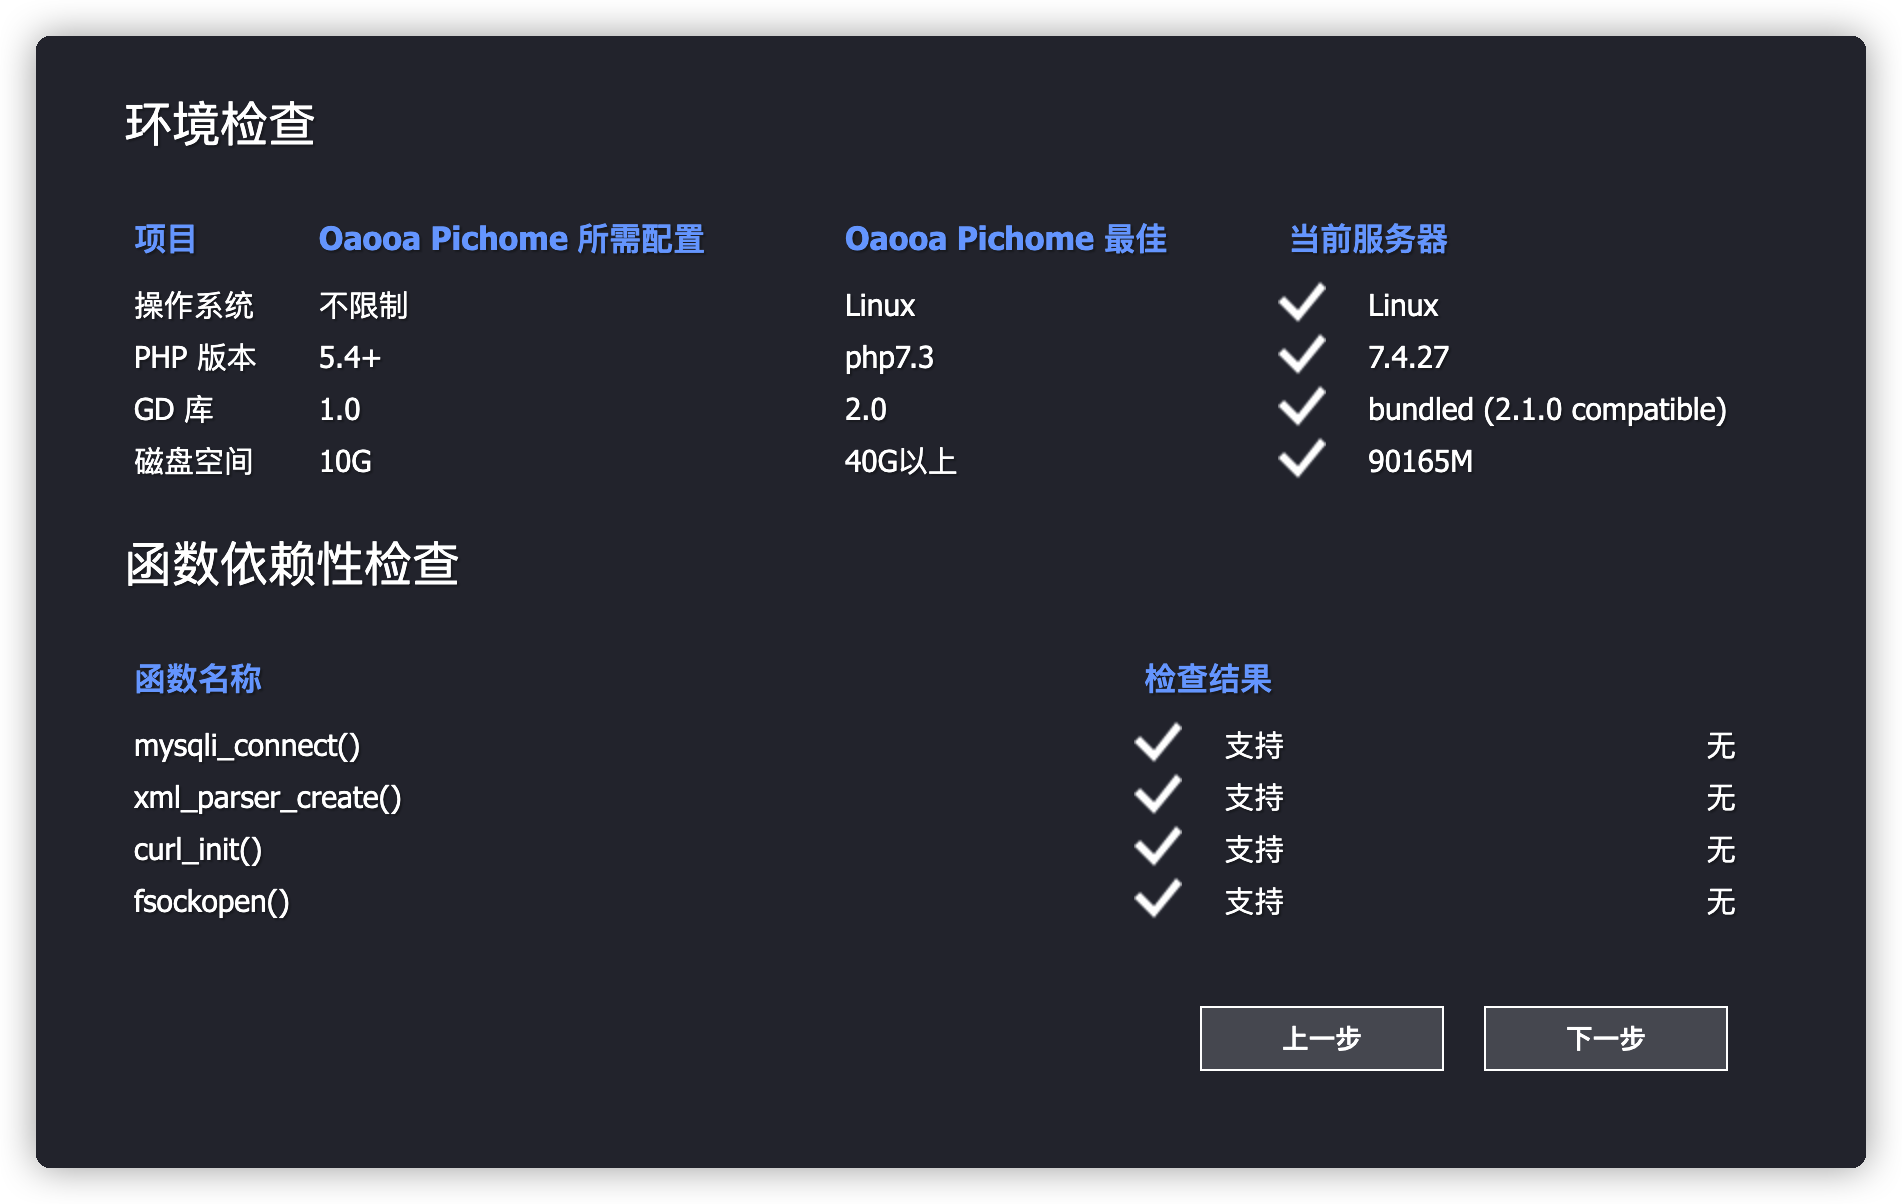 环境检查
项目 Oaooa Pichome 所需配置 Oaooa Pichome 最佳 当前服务器
操作系统 不限制 Linux Linux
PHP 版本 5.4+ php7.3 7.4.27
GD 库 1.0 2.0 bundled (2.1.0 compatible)
磁盘空间 10G 40G以上 90165M
函数依赖性检查
函数名称 检查结果
mysqli_connect() 支持 无
xml_parser_create() 支持 无
curl_init() 支持 无
fsockopen() 支持 无
上一步 下一步